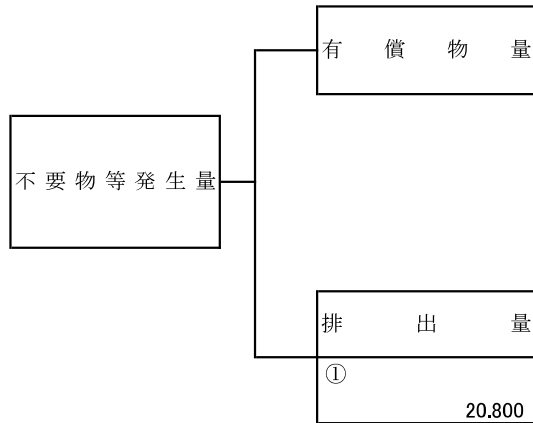 有償物量
不要物等発生量
排出量
①
20.800